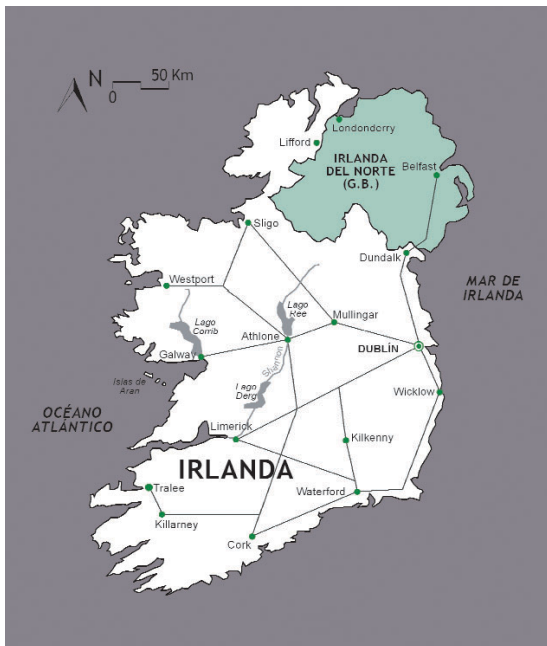 N
50 Km
0
Londonderry
Lifford
IRLANDA
DEL NORTE
(G.B.)
Belfast
Sligo
Dundalk
Westport
MAR DE
IRLANDA
Lago
Ree
Lago
Corrib
Mullingar
Athlone
DUBLÍN
Galway
Shannon
Islas de
Aran
Lago
Derg
Wicklow
OCÉANO
ATLÁNTICO
Limerick
Kilkenny
IRLANDA
Tralee
Waterford
Killarney
Cork